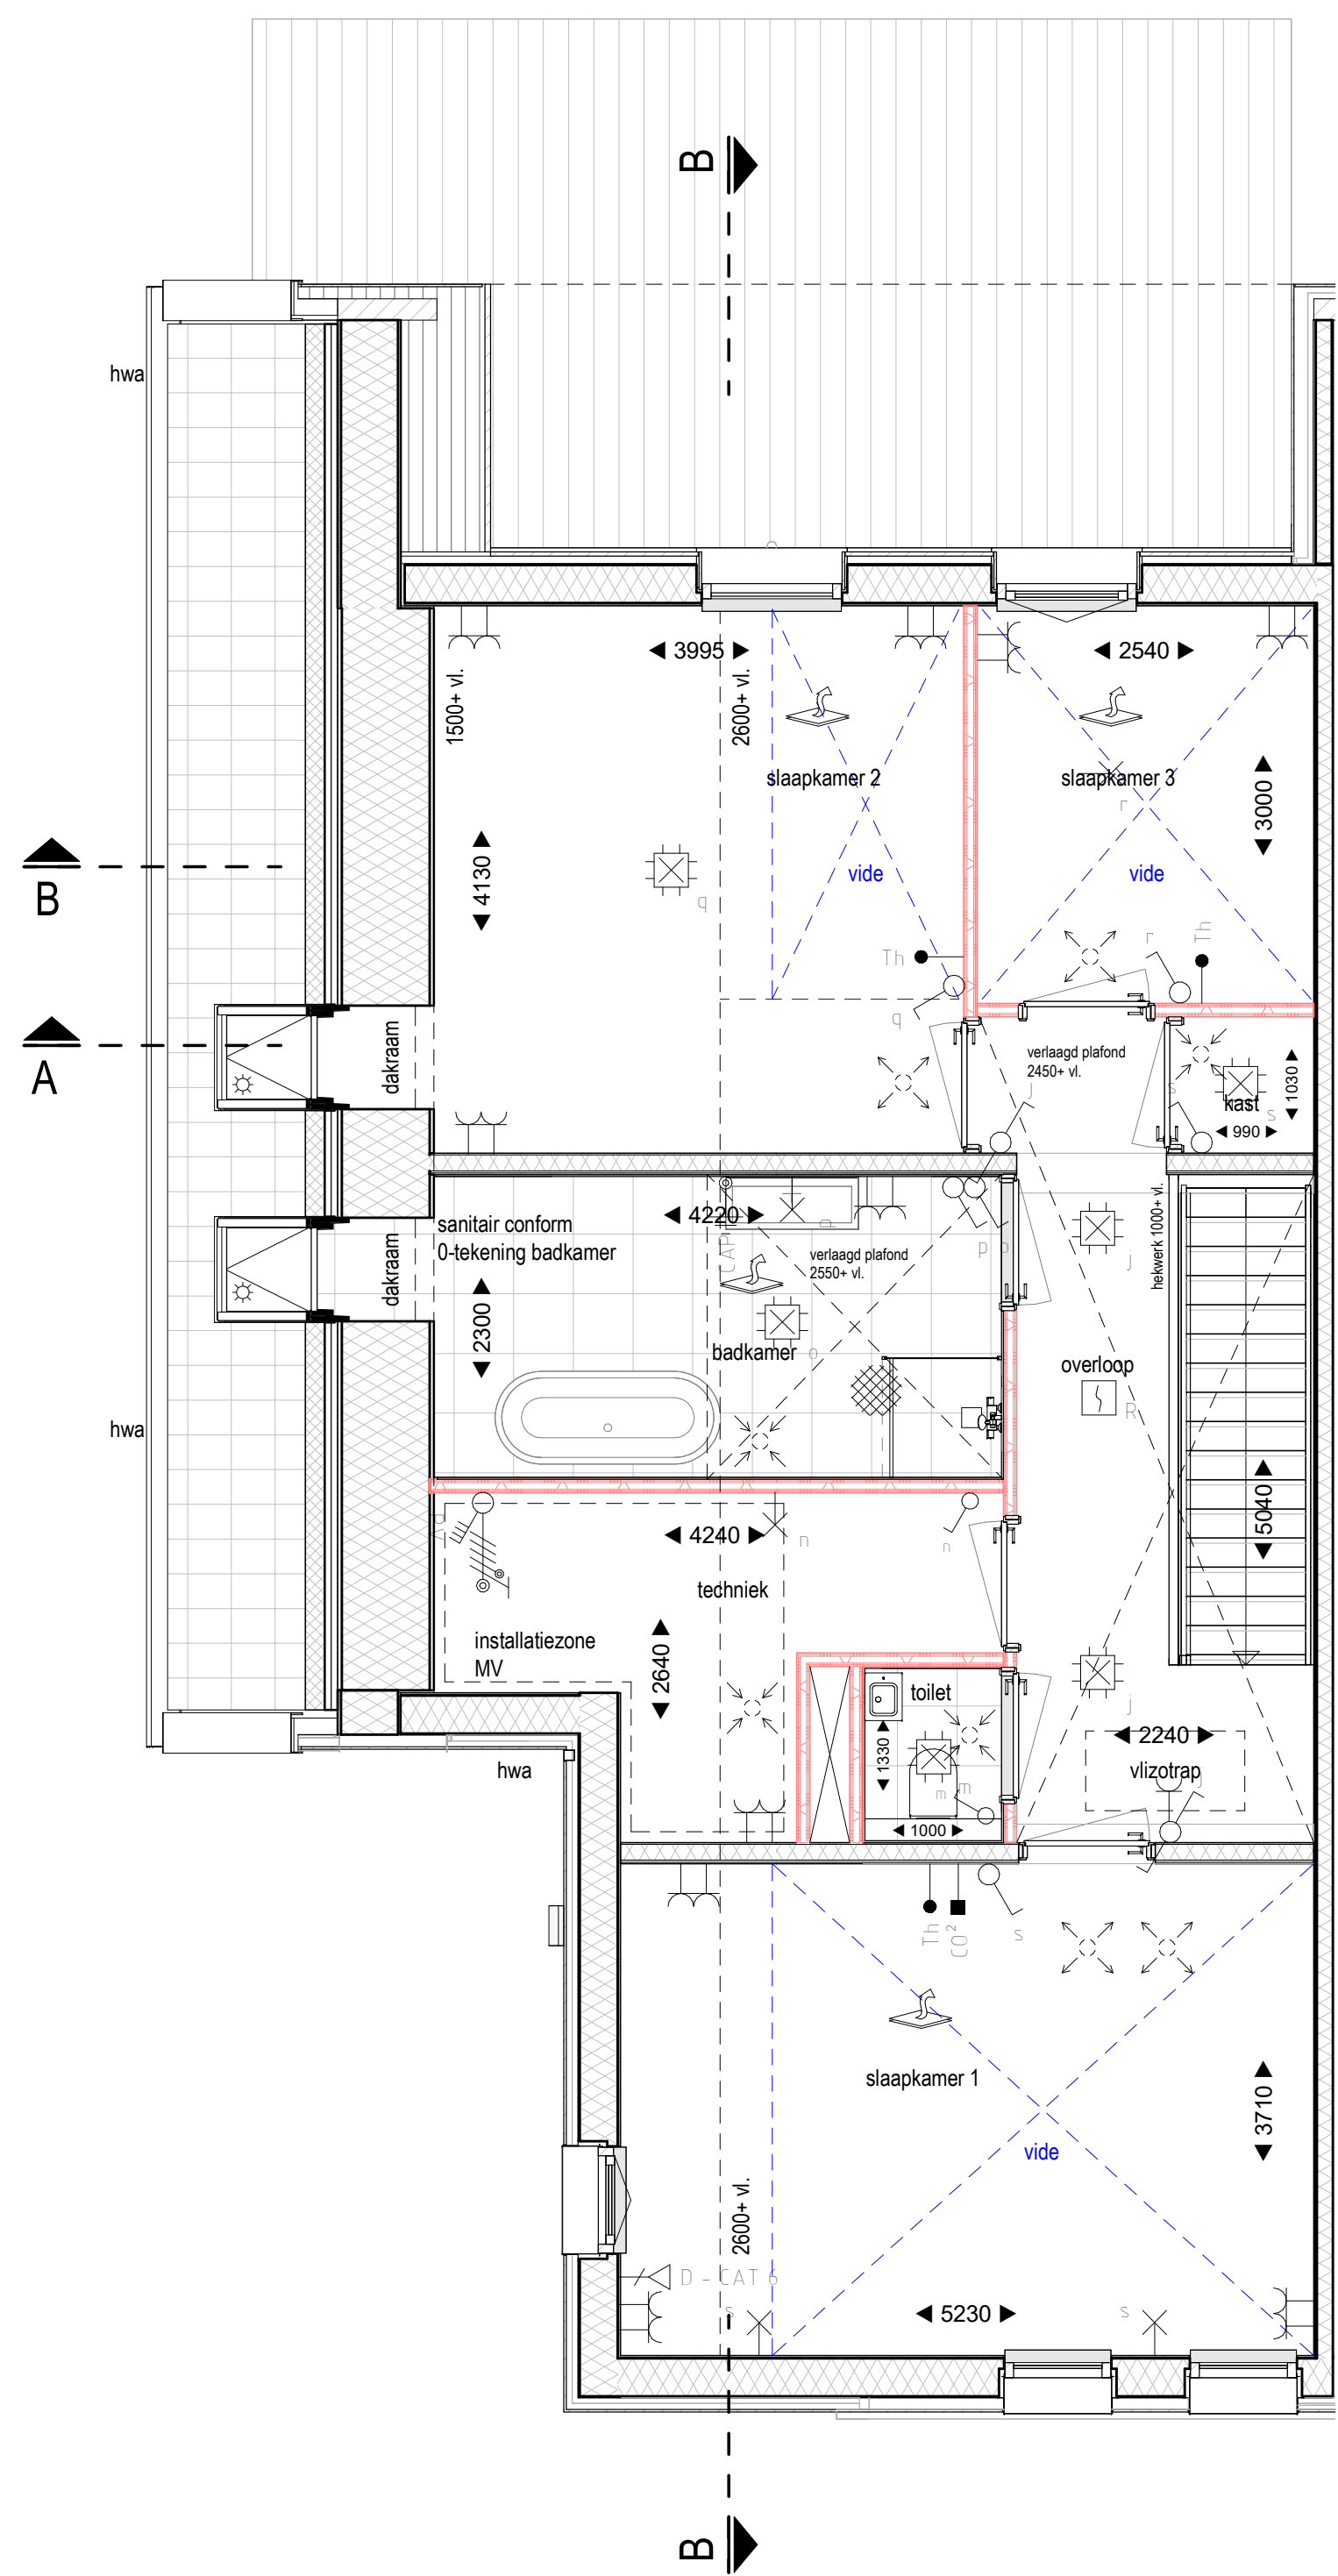 B
hwa
3995
2540
1500+ vl.
2600+ vl.
slaapkamer 2
slaapkamer 3
r
3000
4130
vide
vide
B
q
Th
r
Th
q
A
dakraam
verlaagd plafond
2450+ vl.
j
s
kast
s
1030
990
sanitair conform
0-tekening badkamer
4220
p
CAP
verlaagd plafond
2550+ vl.
p
o
j
hekwerk 1000+ vl.
dakraam
2300
badkamer
o
overloop
R
hwa
5040
4240
n
n
techniek
installatiezone
MV
2640
toilet
1330
m
m
1000
j
2240
vlizotrap
j
hwa
Th
CO²
s
slaapkamer 1
3710
vide
2600+ vl.
D - CAT 6
s
5230
s
B